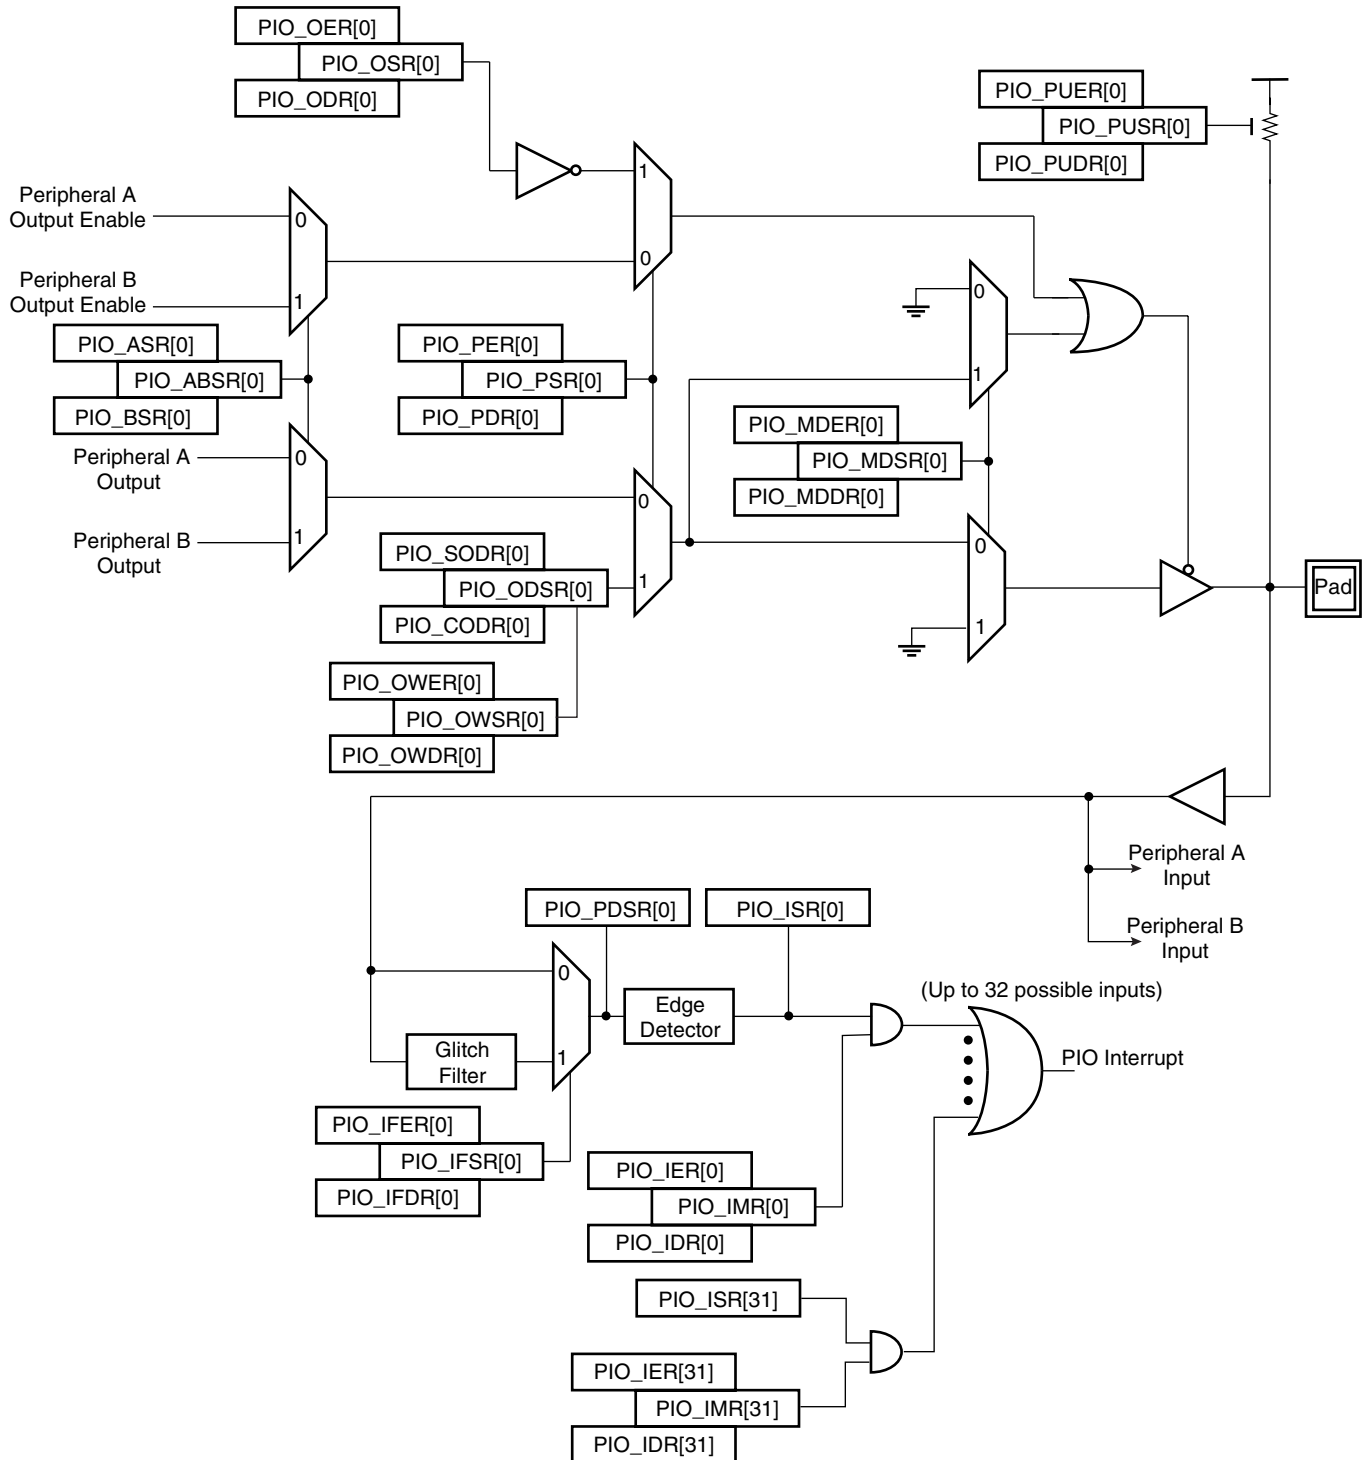 PIO_OER[0]
PIO_OSR[0]
PIO_ODR[0]
PIO_PUER[0]
PIO_PUSR[0]
PIO_PUDR[0]
1
Peripheral A
Output Enable
0
0
Peripheral B
Output Enable
1
0
PIO_ASR[0]
PIO_ABSR[0]
PIO_BSR[0]
PIO_PER[0]
PIO_PSR[0]
PIO_PDR[0]
1
PIO_MDER[0]
PIO_MDSR[0]
PIO_MDDR[0]
Peripheral A
Output
0
0
Peripheral B
Output
1
PIO_SODR[0]
PIO_ODSR[0]
PIO_CODR[0]
1
0
1
Pad
PIO_OWER[0]
PIO_OWSR[0]
PIO_OWDR[0]
Peripheral A
Input
Peripheral B
Input
PIO_PDSR[0]
PIO_ISR[0]
0
(Up to 32 possible inputs)
Edge
Detector
Glitch
Filter
1
PIO Interrupt
PIO_IFER[0]
PIO_IFSR[0]
PIO_IFDR[0]
PIO_IER[0]
PIO_IMR[0]
PIO_IDR[0]
PIO_ISR[31]
PIO_IER[31]
PIO_IMR[31]
PIO_IDR[31]